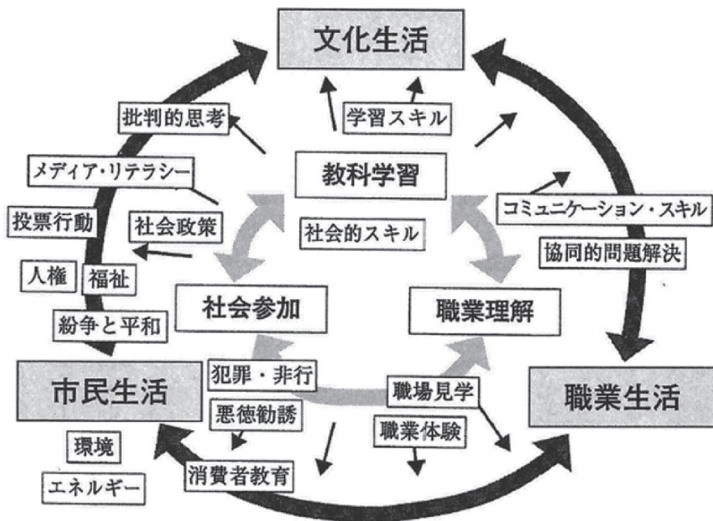 文化生活
批判的思考
学習スキル
メディア・リテラシー
教科学習
コミュニケーション・スキル
投票行動
社会政策
社会的スキル
協同的問題解決
人権
福祉
社会参加
職業理解
紛争と平和
市民生活
犯罪・非行
職場見学
職業生活
悪徳勧誘
職業体験
環境
消費者教育
エネルギー